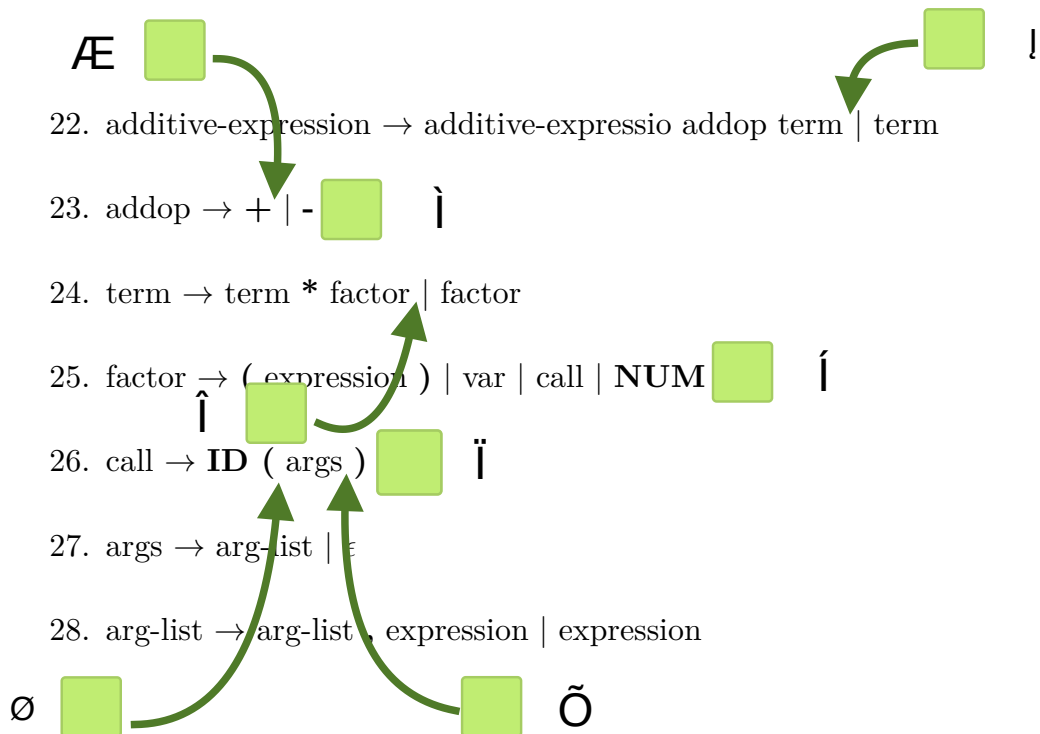 Æ Į
22. additive-expression → additive-expressio addop term | term
23. addop → + | - Ì
24. term → term * factor | factor
25. factor → ( expression ) | var | call | NUM Í
Î
26. call → ID ( args ) Ï
27. args → arg-list | ε
28. arg-list → arg-list , expression | expression
Ø Õ